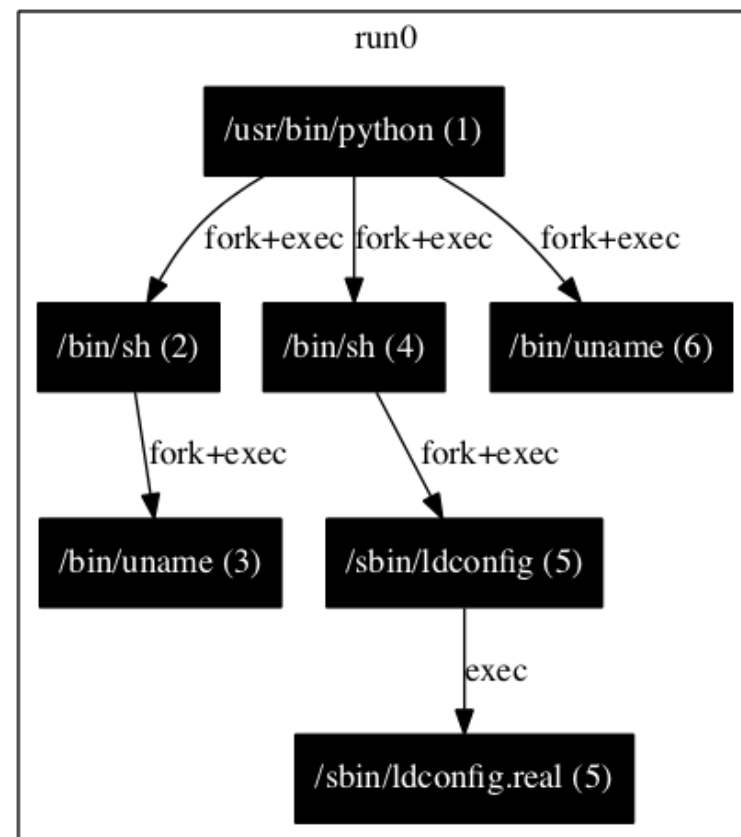 run0
/usr/bin/python (1)
fork+exec fork+exec fork+exec
/bin/sh (2) /bin/sh (4) /bin/uname (6)
fork+exec fork+exec
/bin/uname (3) /sbin/ldconfig (5)
exec
/sbin/ldconfig.real (5)